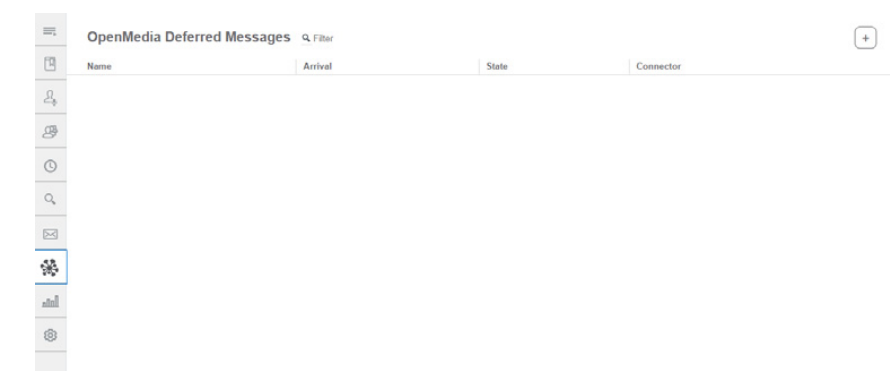 OpenMedia Deferred Messages Filter
Name Arrival State Connector